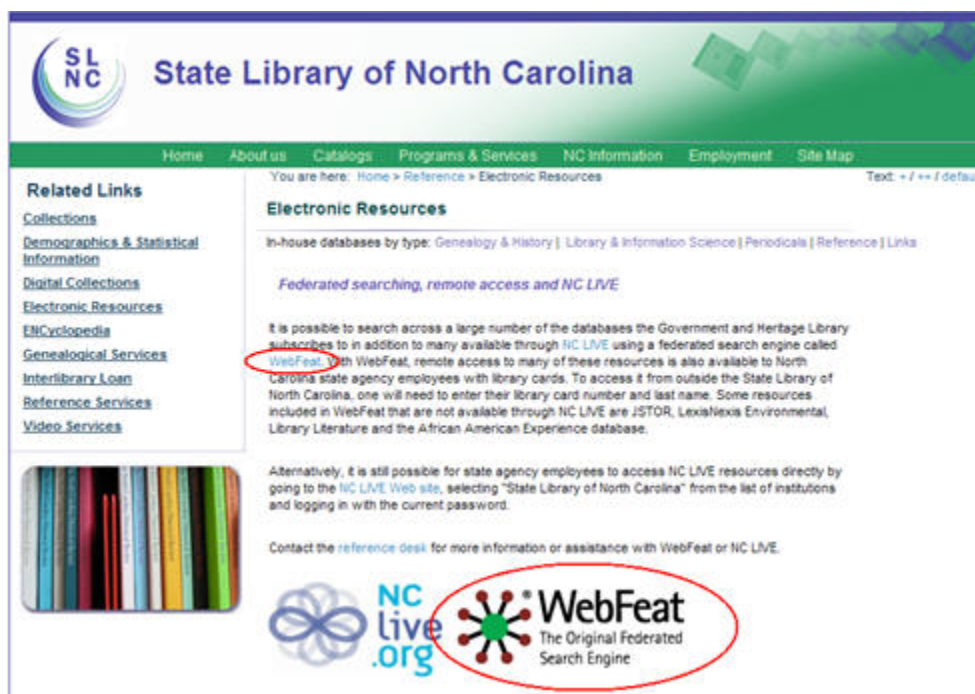 SL
NC
State Library of North Carolina
Home About us Catalogs Programs & Services NC Information Employment Site Map
Related Links
Collections
Demographics & Statistical
Information
Digital Collections
Electronic Resources
ENCyclopedia
Genealogical Services
Interlibrary Loan
Reference Services
Video Services
You are here: Home > Reference > Electronic Resources
Text: + / ++ / defau
Electronic Resources
In-house databases by type: Genealogy & History | Library & Information Science | Periodicals | Reference | Links
Federated searching, remote access and NC LIVE
It is possible to search across a large number of the databases the Government and Heritage Library
subscribes to in addition to many available through NC LIVE using a federated search engine called
WebFeat. With WebFeat, remote access to many of these resources is also available to North
Carolina state agency employees with library cards. To access it from outside the State Library of
North Carolina, one will need to enter their library card number and last name. Some resources
included in WebFeat that are not available through NC LIVE are JSTOR, LexisNexis Environmental,
Library Literature and the African American Experience database.
Alternatively, it is still possible for state agency employees to access NC LIVE resources directly by
going to the NC LIVE Web site, selecting "State Library of North Carolina" from the list of institutions
and logging in with the current password.
Contact the reference desk for more information or assistance with WebFeat or NC LIVE.
NC
live
.org
® WebFeat
The Original Federated
Search Engine